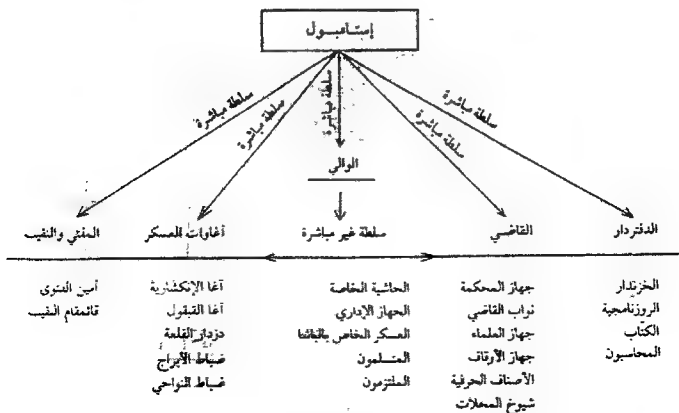 إستامبول
سلطة مباشرة
سلطة مباشرة
سلطة مباشرة
سلطة مباشرة
سلطة مباشرة
الوالي
الدفتردار
القاضي
سلطة غير مباشرة
أغاوات العسكر
المفتي والنقيب
الخزندار
الروزنامجية
الكتّاب
المحاسبون
جهاز المحكمة
نواب القاضي
جهاز العلماء
جهاز الأوقاف
الأصناف الحرفية
شيوخ المحلات
الحاشية الخاصة
الجهاز الإداري
العسكر الخاص بالباشا
المتسلمون
الملتزمون
آغا الإنكشارية
آغا القبقول
دزدار القلعة
ضباط الأبراج
ضباط النواحي
أمين الفتوى
قائمقام النقيب